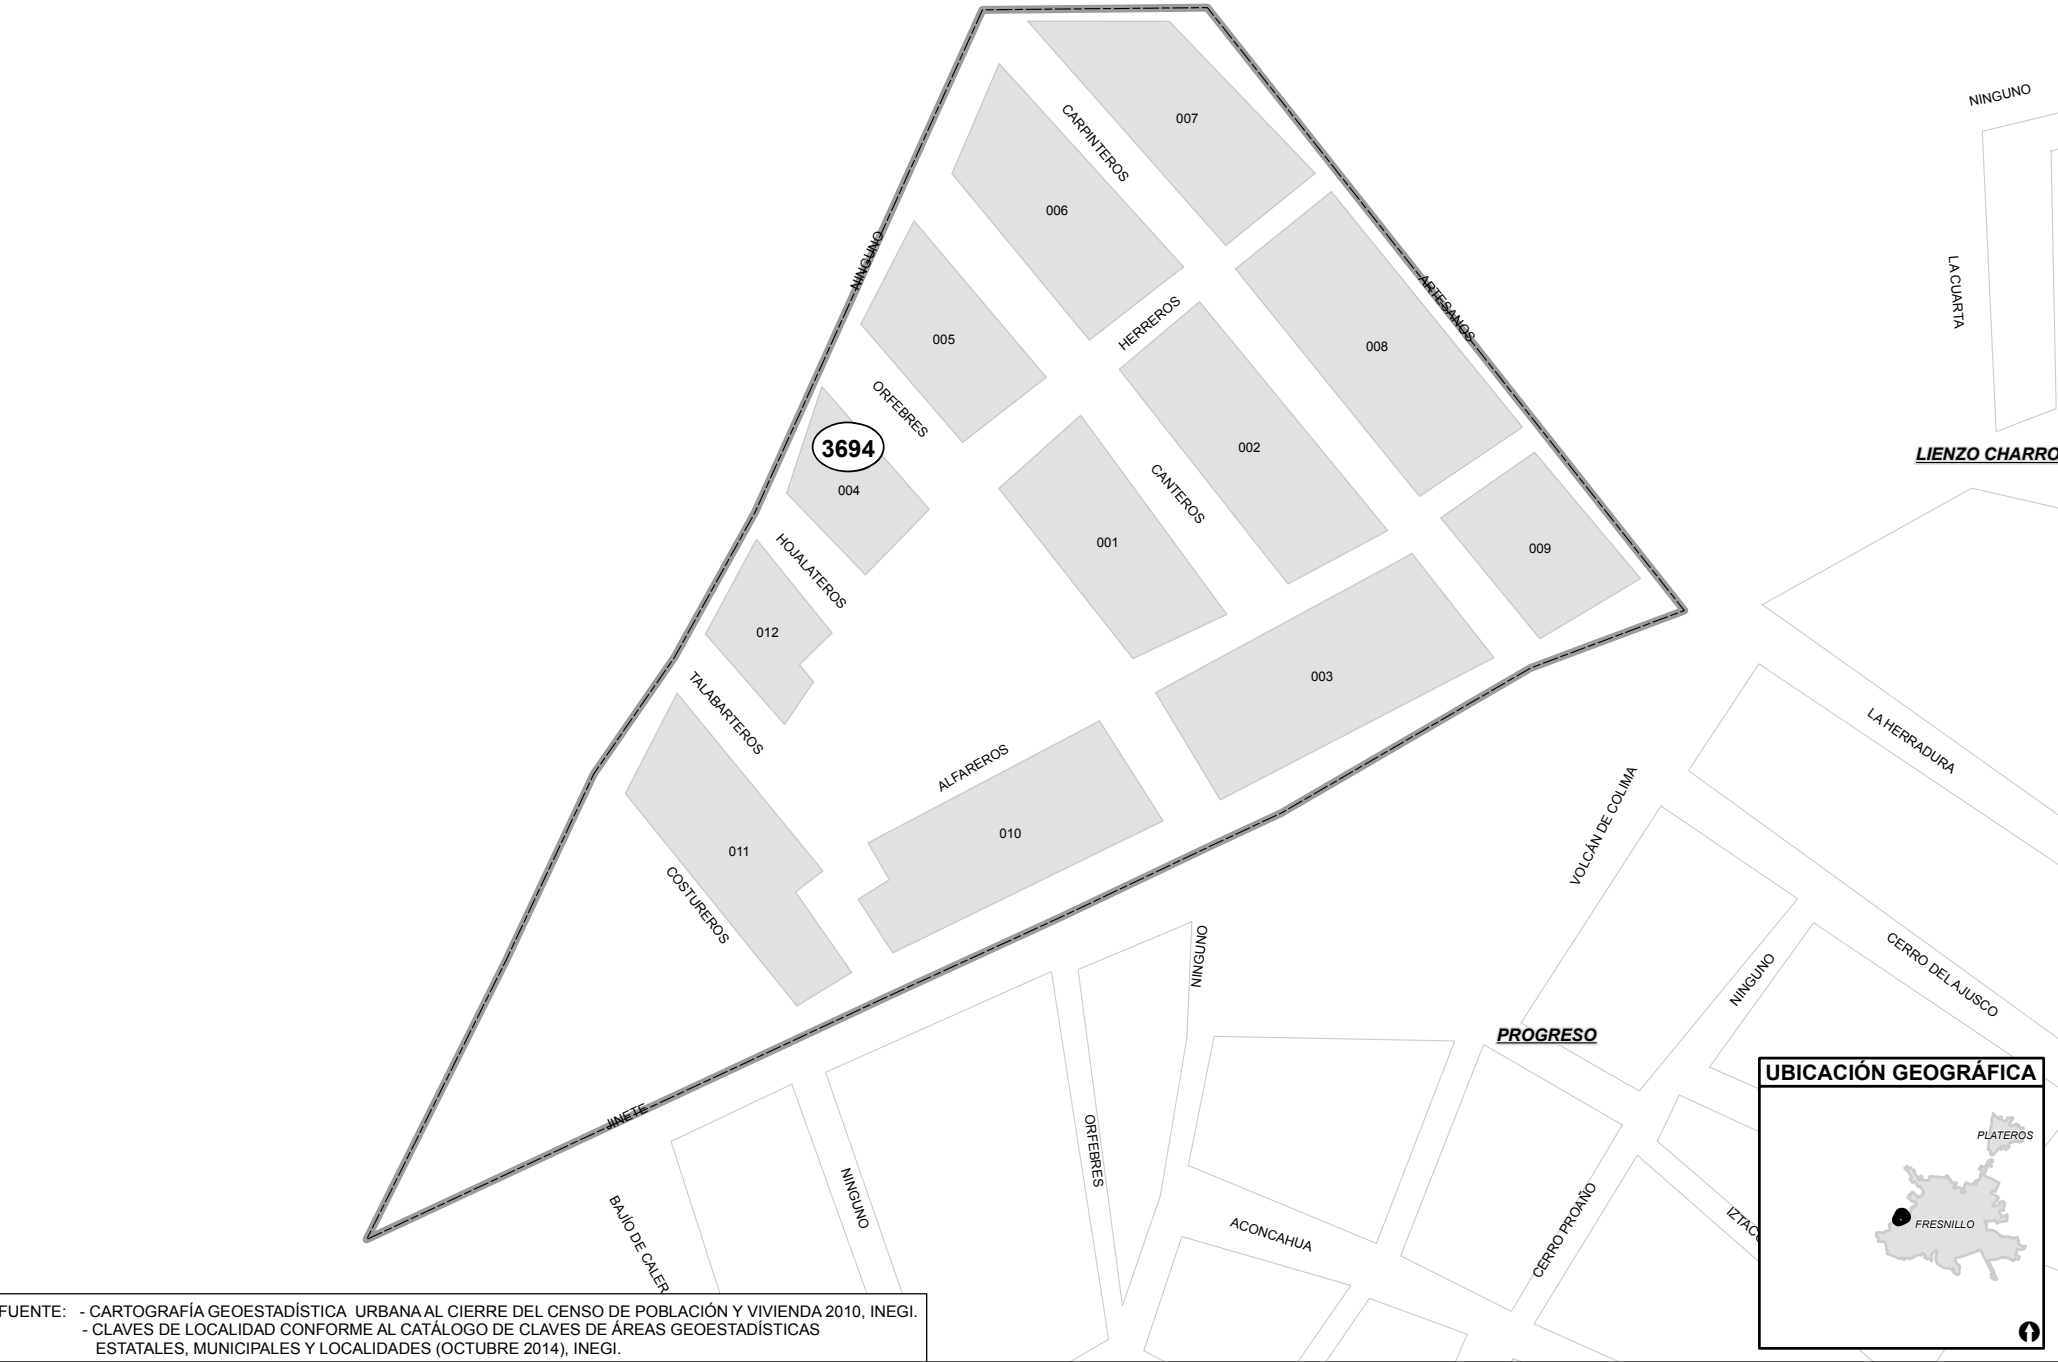 NINGUNO
007
CARPINTEROS
006
NINGUNO
LA CUARTA
HERREROS
ARTESANOS
005
008
ORFEBRES
3694
004
002
CANTEROS
LIENZO CHARRO
001
009
HOJALATEROS
012
003
TALABARTEROS
ALFAREROS
LA HERRADURA
VOLCÁN DE COLIMA
010
011
COSTUREROS
NINGUNO
NINGUNO
CERRO DEL AJUSCO
PROGRESO
JINETE
ORFEBRES
NINGUNO
BAJÍO DE CALER
ACONCAHUA
CERRO PROAÑO
IZTACC
UBICACIÓN GEOGRÁFICA
PLATEROS
FRESNILLO
FUENTE: - CARTOGRAFÍA GEOESTADÍSTICA URBANA AL CIERRE DEL CENSO DE POBLACIÓN Y VIVIENDA 2010, INEGI.
- CLAVES DE LOCALIDAD CONFORME AL CATÁLOGO DE CLAVES DE ÁREAS GEOESTADÍSTICAS
ESTATALES, MUNICIPALES Y LOCALIDADES (OCTUBRE 2014), INEGI.